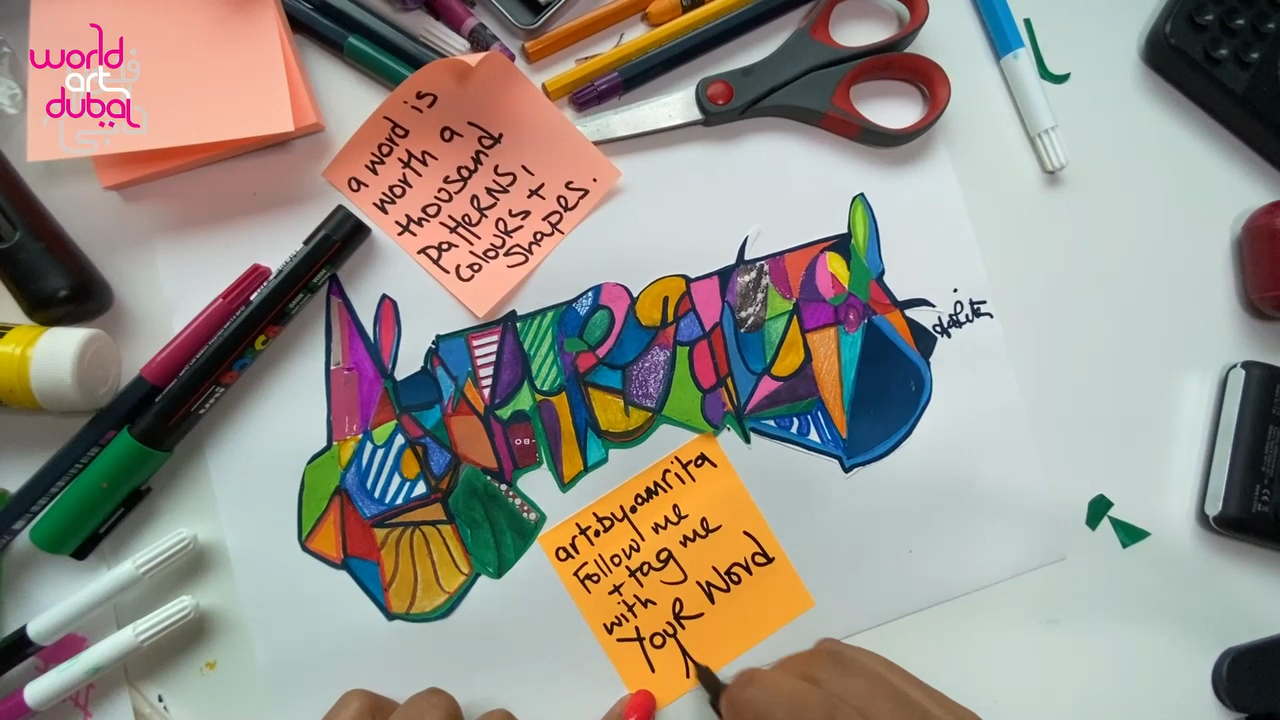 world
art
dubai
a word is
worth a
thousand
patterns,
colours +
shapes.
art.by.amrita
Follow me
+ tag me
with
YOUR Word